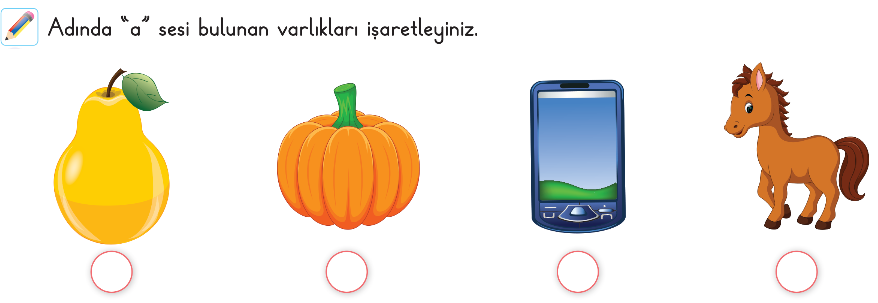 Adında “a” sesi bulunan varlıkları işaretleyiniz.